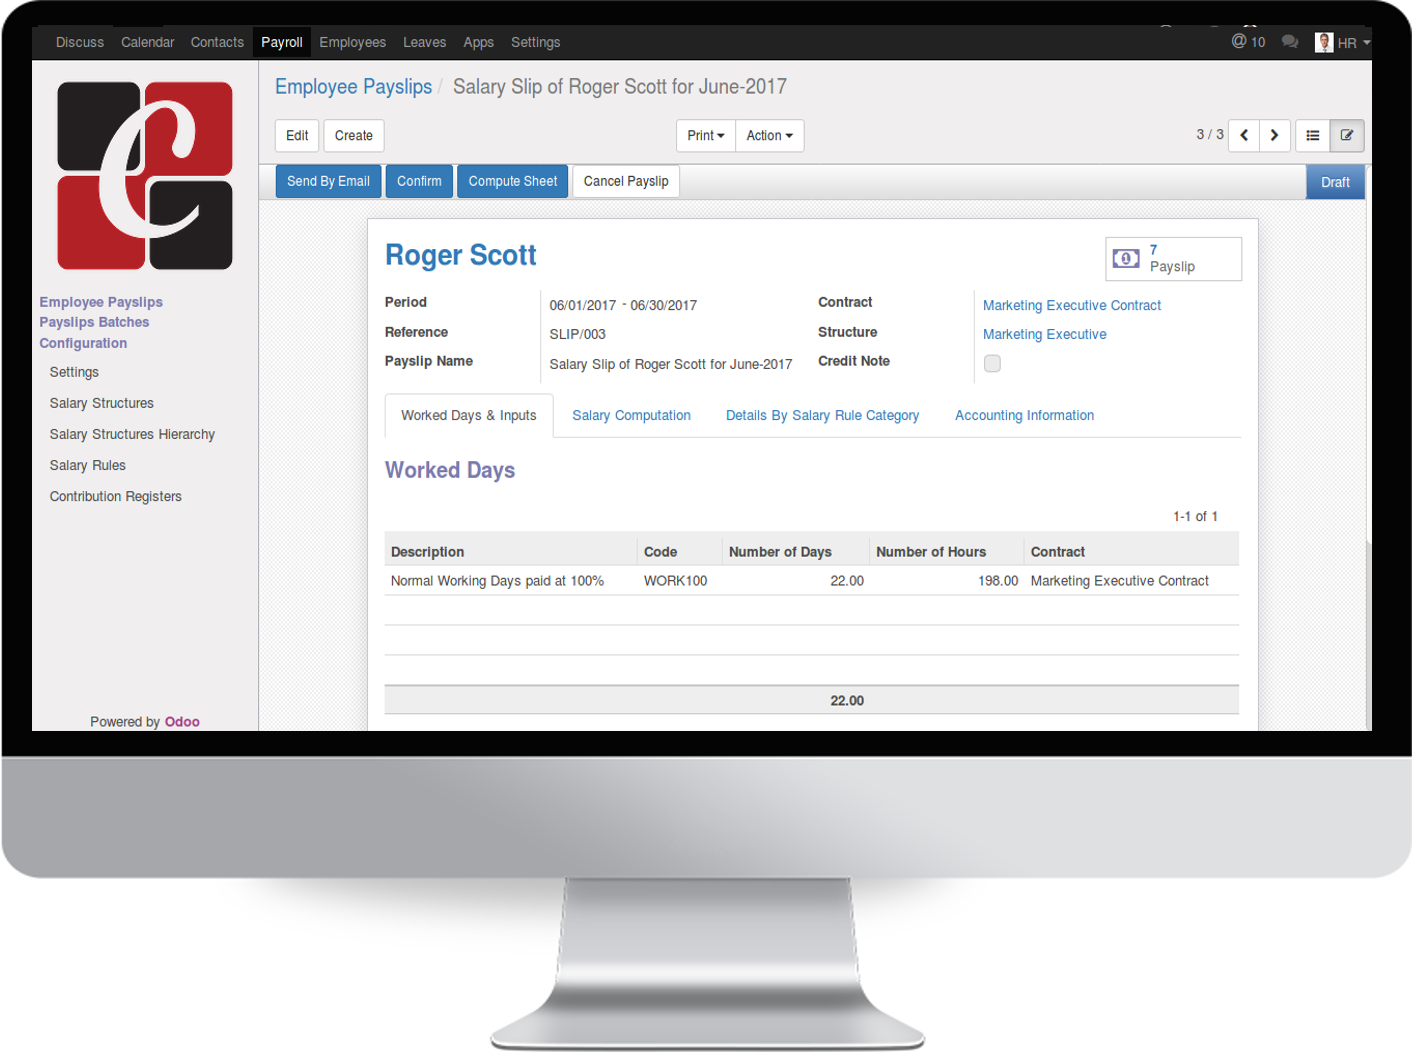 Discuss Calendar Contacts Payroll Employees Leaves Apps Settings @ 10 HR
Employee Payslips / Salary Slip of Roger Scott for June-2017
Edit Create Print Action 3 / 3
Send By Email Confirm Compute Sheet Cancel Payslip Draft
C
Employee Payslips
Payslips Batches
Configuration
Settings
Salary Structures
Salary Structures Hierarchy
Salary Rules
Contribution Registers
Powered by Odoo
Roger Scott
1
7
Payslip
Period 06/01/2017 - 06/30/2017 Contract Marketing Executive Contract
Reference SLIP/003 Structure Marketing Executive
Payslip Name Salary Slip of Roger Scott for June-2017 Credit Note
Worked Days & Inputs Salary Computation Details By Salary Rule Category Accounting Information
Worked Days
1-1 of 1
Description Code Number of Days Number of Hours Contract
Normal Working Days paid at 100% WORK100 22.00 198.00 Marketing Executive Contract
22.00